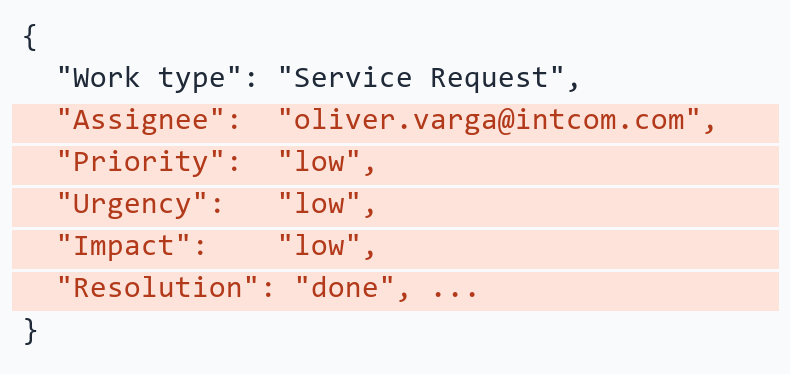 {
"Work type": "Service Request",
"Assignee":  "oliver.varga@intcom.com",
"Priority":  "low",
"Urgency":   "low",
"Impact":    "low",
"Resolution": "done", ...
}